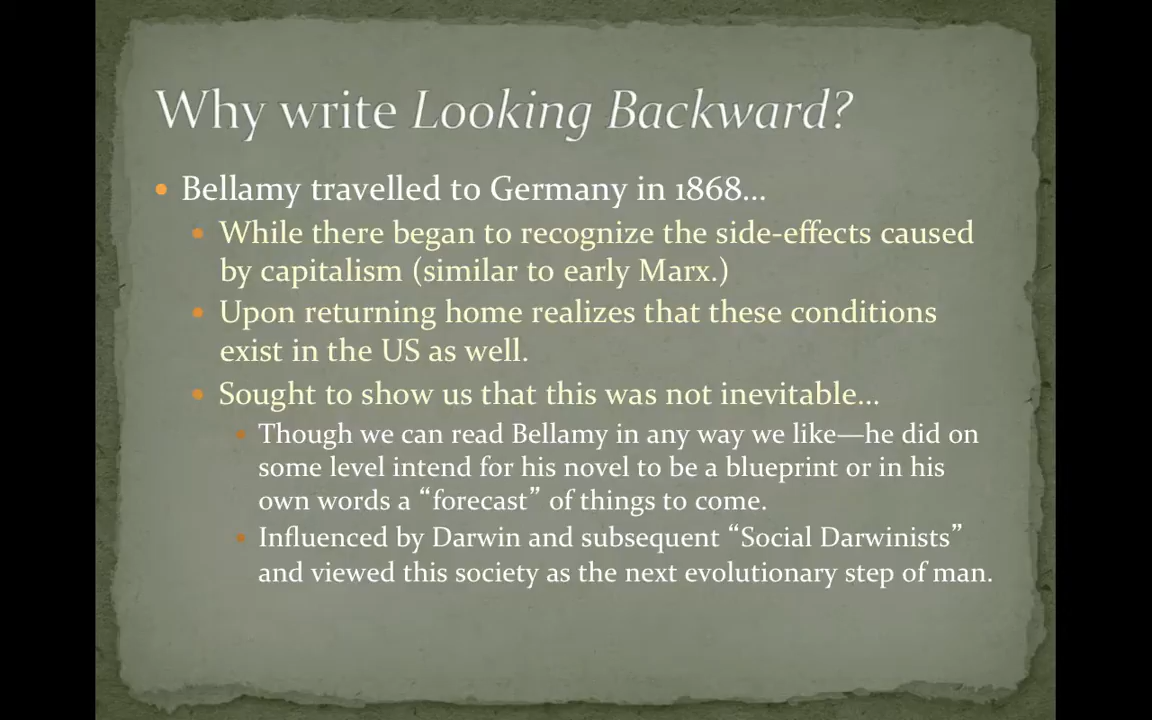 Why write Looking Backward?
• Bellamy travelled to Germany in 1868…
• While there began to recognize the side-effects caused
by capitalism (similar to early Marx.)
• Upon returning home realizes that these conditions
exist in the US as well.
• Sought to show us that this was not inevitable…
• Though we can read Bellamy in any way we like—he did on
some level intend for his novel to be a blueprint or in his
own words a “forecast” of things to come.
• Influenced by Darwin and subsequent “Social Darwinists”
and viewed this society as the next evolutionary step of man.